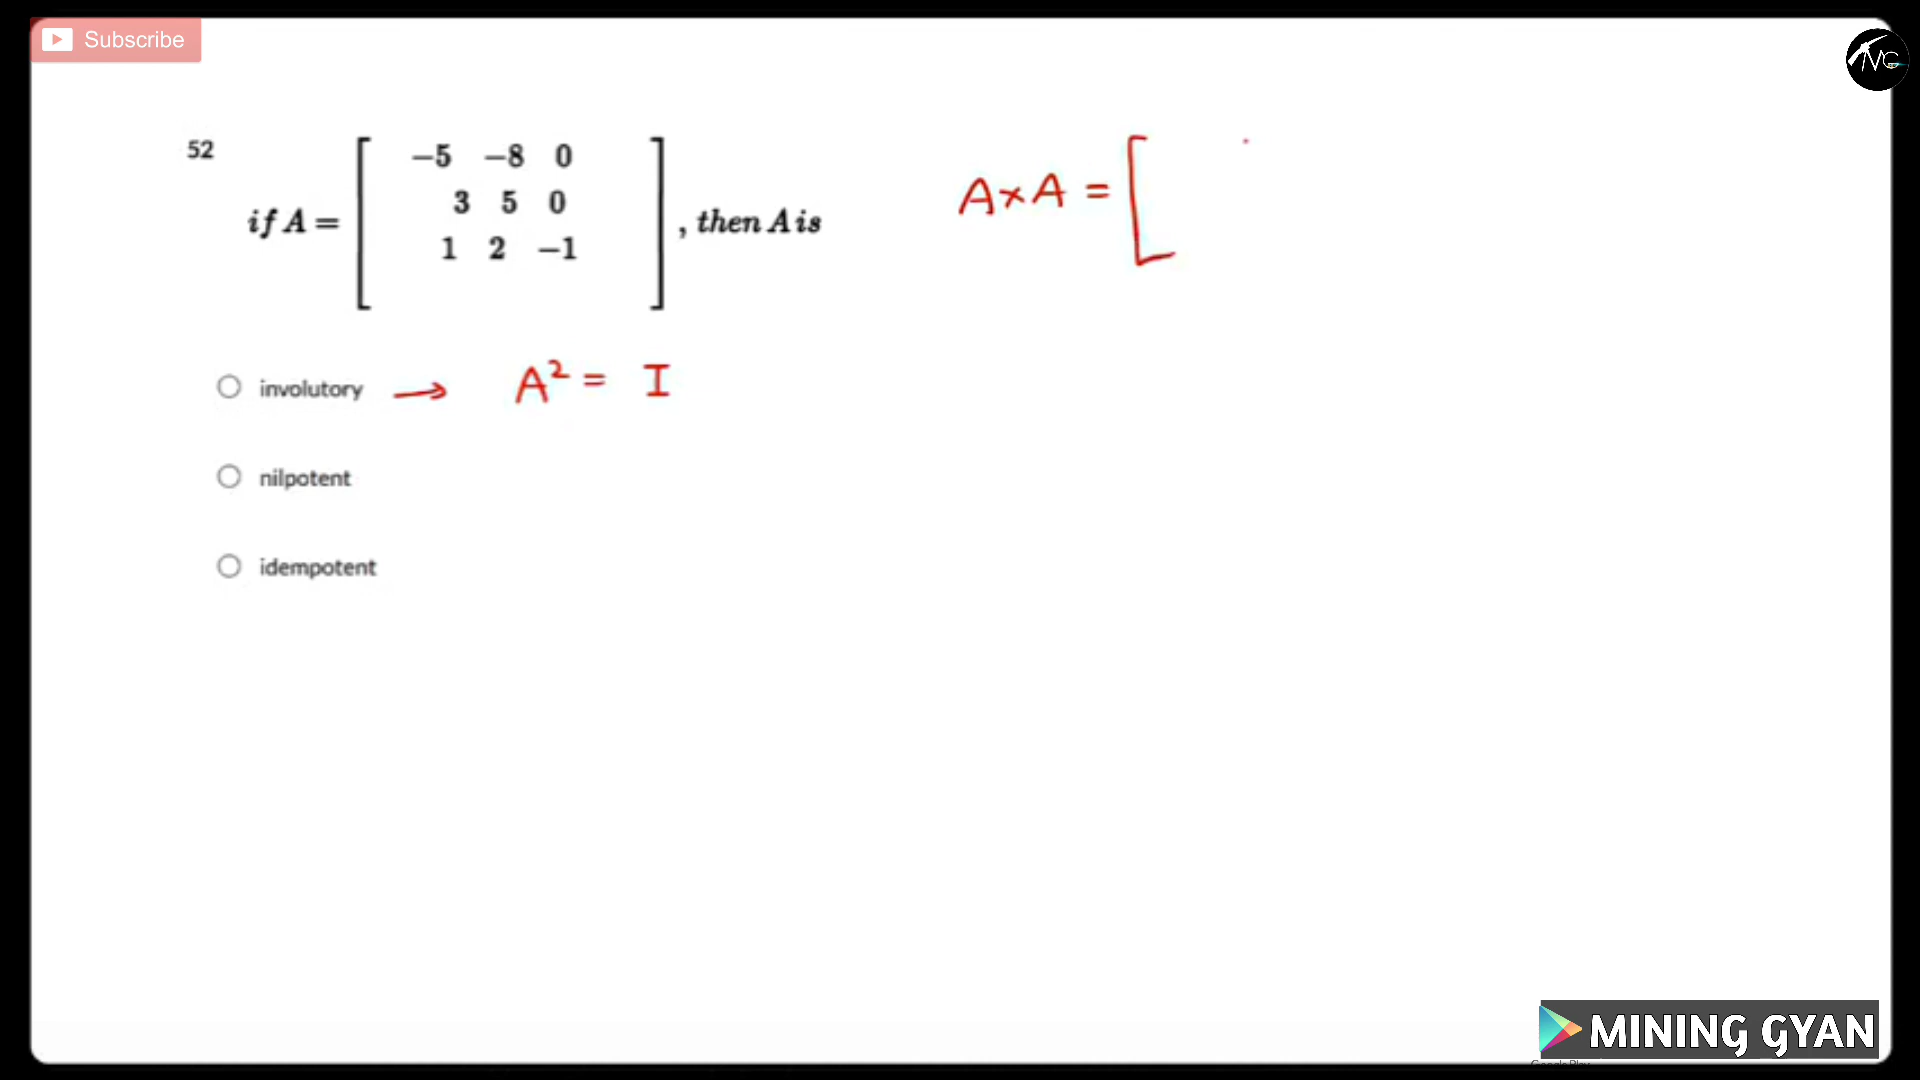 Subscribe
NG
52
if A = [ −5 −8 0
3 5 0
1 2 −1 ] , then A is
A×A = [
involutory → A² = I
nilpotent
idempotent
MINING GYAN